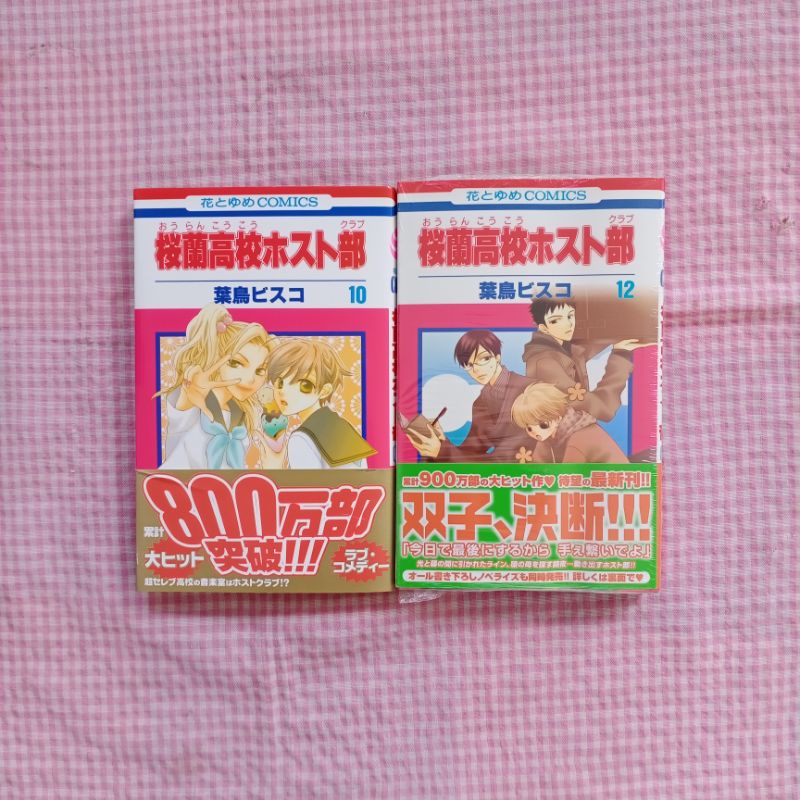 花とゆめCOMICS
おうらんこうこう クラブ
桜蘭高校ホスト部
葉鳥ビスコ 10
累計
800万部
大ヒット 突破!!! ラブ・コメディー
超セレブ高校の音楽室はホストクラブ!?
花とゆめCOMICS
おうらんこうこう クラブ
桜蘭高校ホスト部
葉鳥ビスコ 12
累計900万部の大ヒット作♥ 待望の最新刊!!
双子、決断!!!
「今日で最後にするから 手え繋いでよ」
オール書き下ろしノベライズも同時発売!! 詳しくは裏面で♥